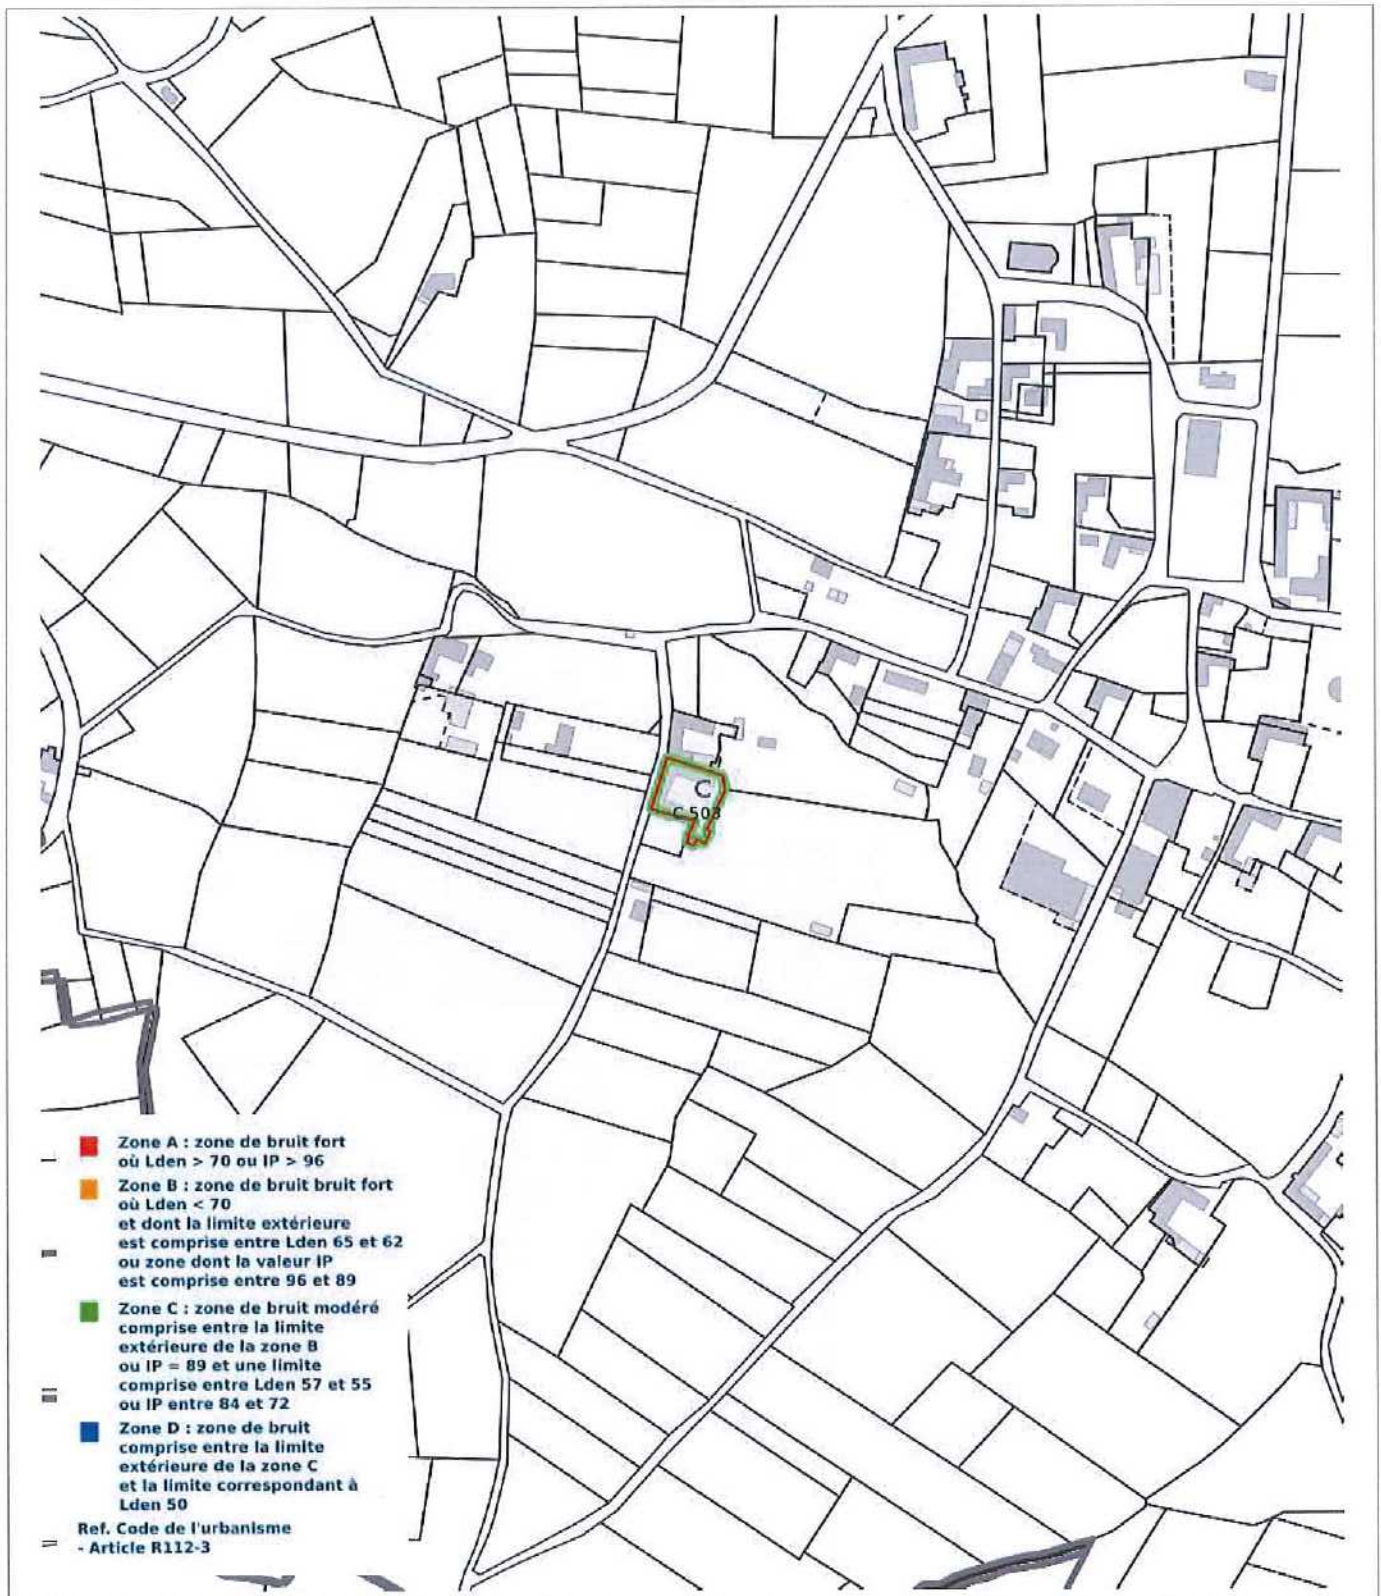 C
C 503
Zone A : zone de bruit fort
où Lden > 70 ou IP > 96
Zone B : zone de bruit bruit fort
où Lden < 70
et dont la limite extérieure
est comprise entre Lden 65 et 62
ou zone dont la valeur IP
est comprise entre 96 et 89
Zone C : zone de bruit modéré
comprise entre la limite
extérieure de la zone B
ou IP = 89 et une limite
comprise entre Lden 57 et 55
ou IP entre 84 et 72
Zone D : zone de bruit
comprise entre la limite
extérieure de la zone C
et la limite correspondant à
Lden 50
Ref. Code de l'urbanisme
- Article R112-3